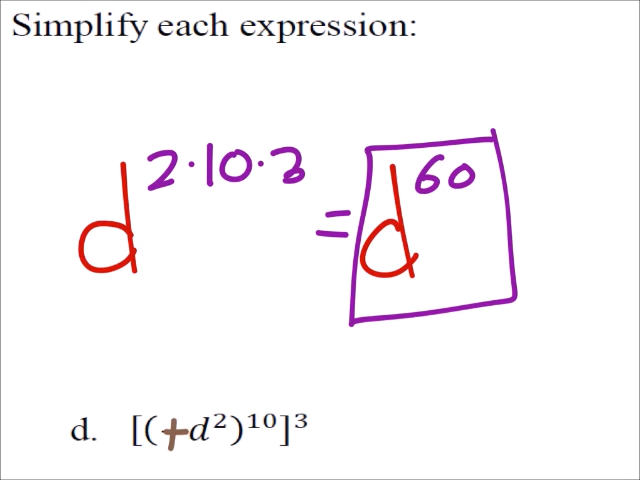 Simplify each expression:
d^{2·10·3} = d^{60}
d. [(+d²)¹⁰]³